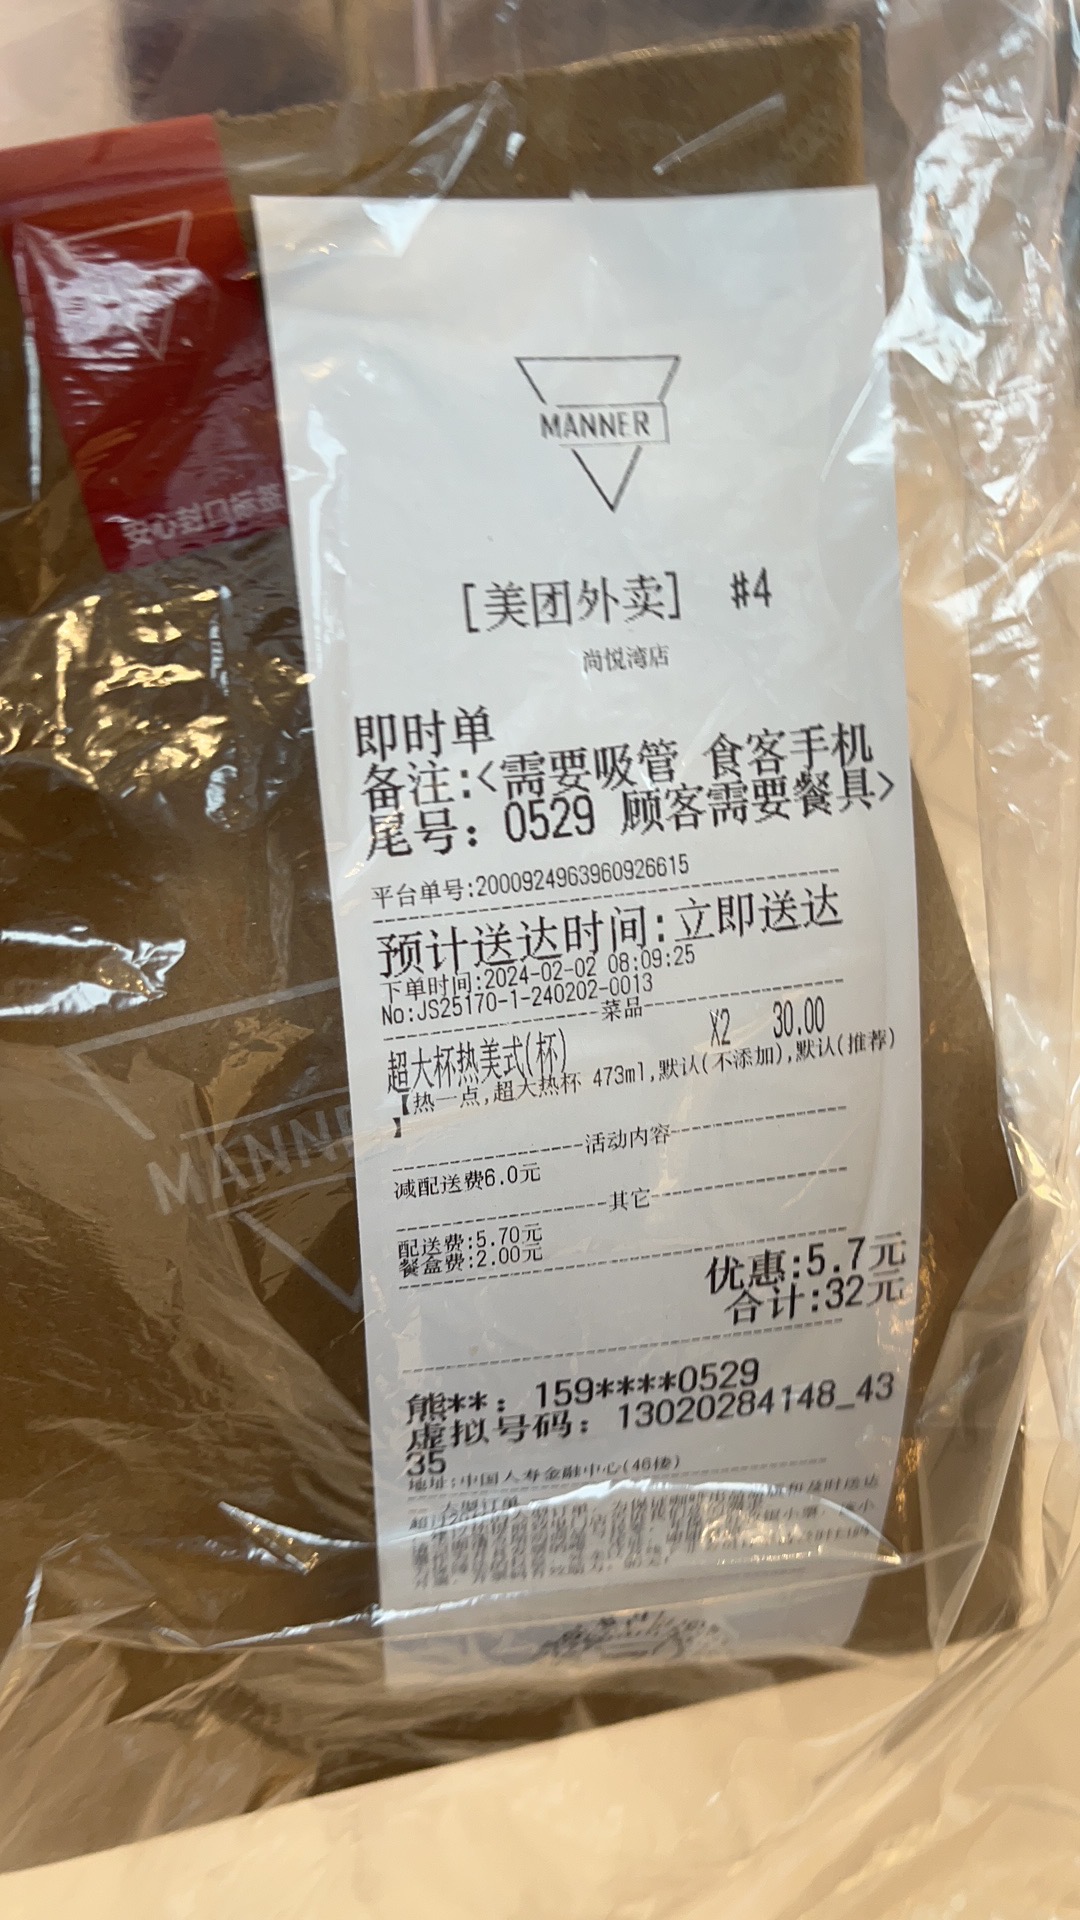 安心封口标签
MANNER
[美团外卖] #4
尚悦湾店
即时单
备注:<需要吸管 食客手机
尾号: 0529 顾客需要餐具>
平台单号:2000924963960926615
预计送达时间:立即送达
下单时间:2024-02-02 08:09:25
No:JS25170-1-240202-0013
菜品
超大杯热美式(杯) X2 30.00
【热一点,超大热杯 473ml,默认(不添加),默认(推荐)
】
活动内容
减配送费6.0元
其它
配送费:5.70元
餐盒费:2.00元
优惠:5.7元
合计:32元
熊**: 159****0529
虚拟号码: 13020284148_43
35
地址:中国人寿金融中心(46楼)
MANNE